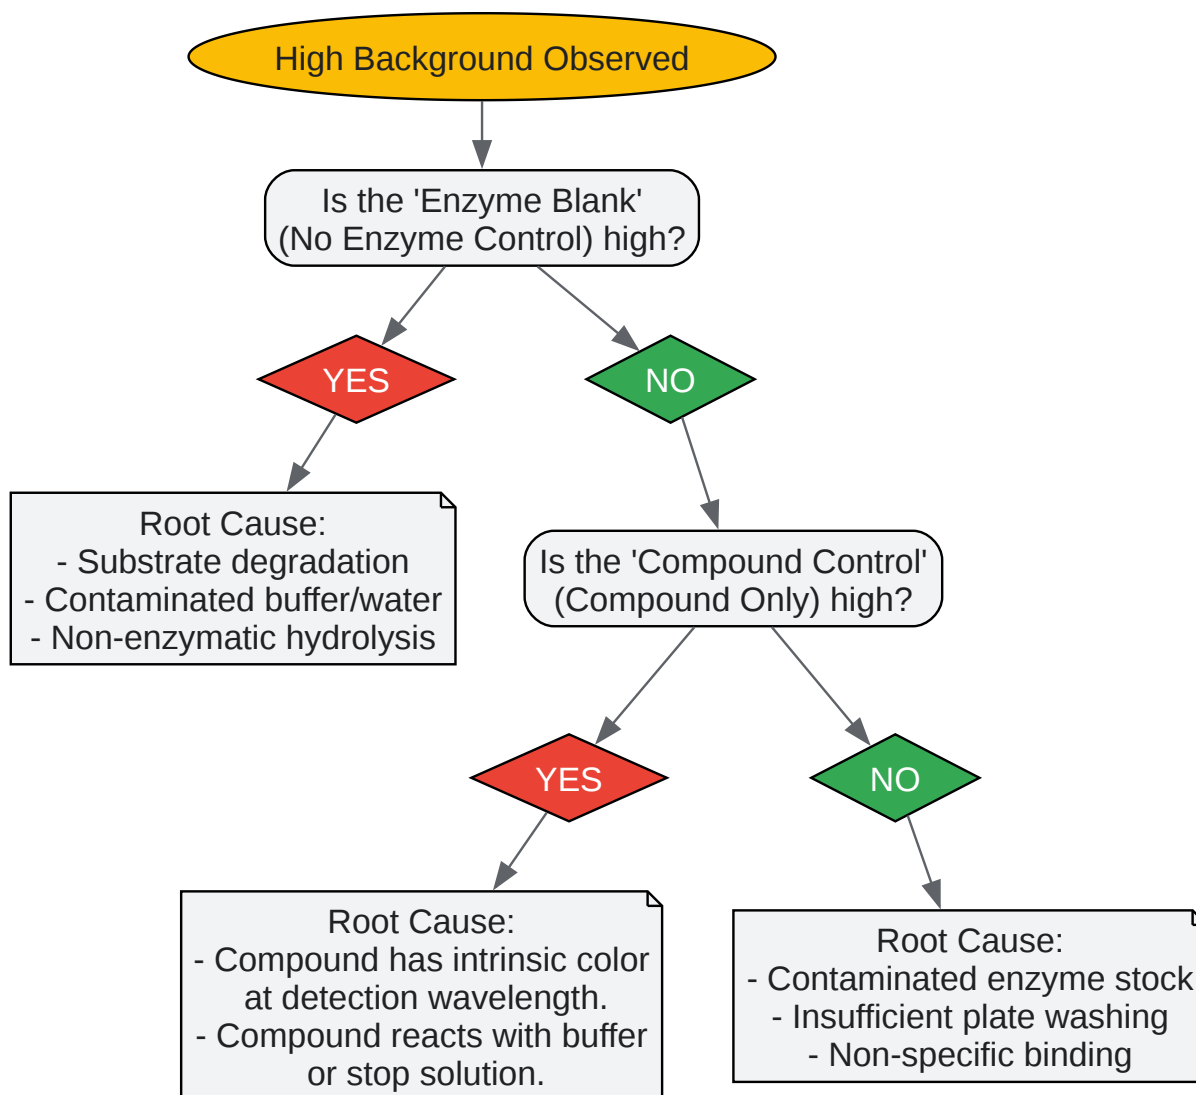 High Background Observed
Is the 'Enzyme Blank'
(No Enzyme Control) high?
YES
NO
Root Cause:
- Substrate degradation
- Contaminated buffer/water
- Non-enzymatic hydrolysis
Is the 'Compound Control'
(Compound Only) high?
YES
NO
Root Cause:
- Compound has intrinsic color
at detection wavelength.
- Compound reacts with buffer
or stop solution.
Root Cause:
- Contaminated enzyme stock
- Insufficient plate washing
- Non-specific binding